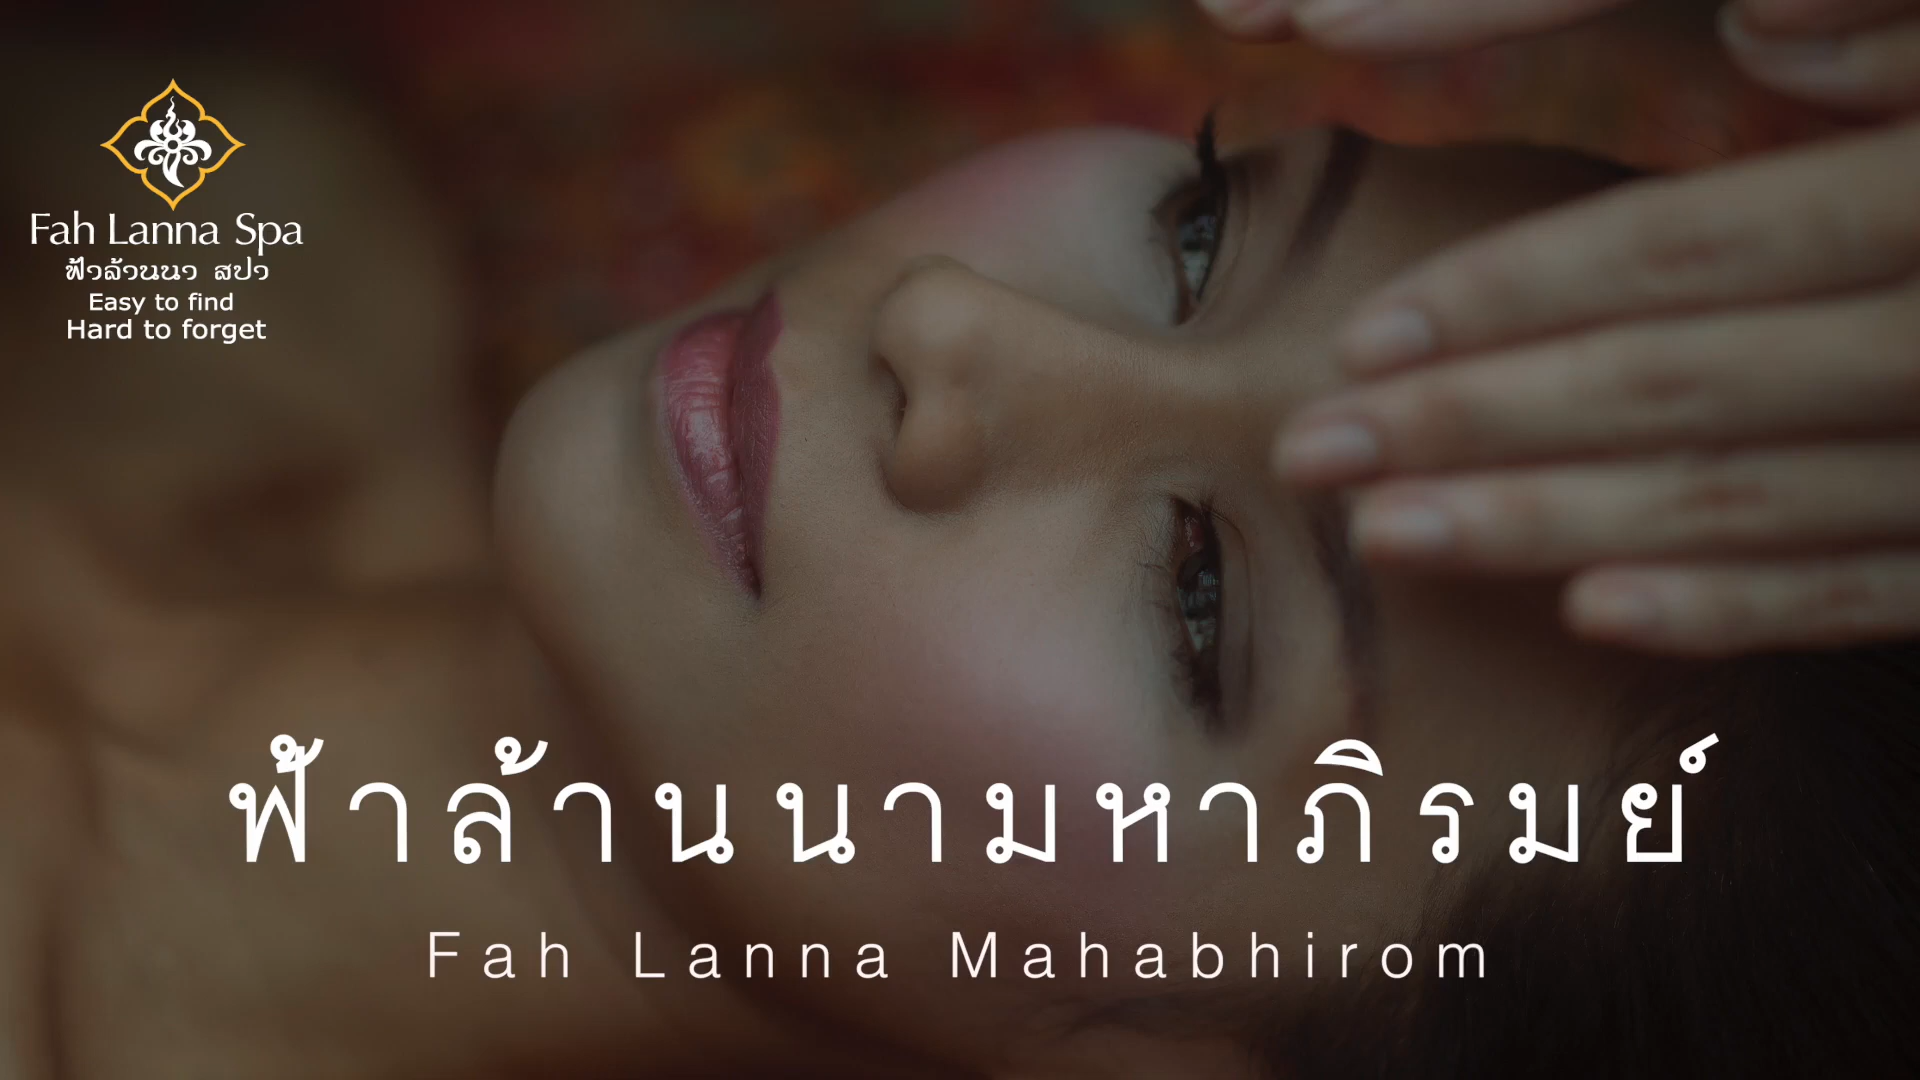 Fah Lanna Spa
ฟ้าล้านนา สปา
Easy to find
Hard to forget
ฟ้าล้านนามหาภิรมย์
Fah Lanna Mahabhirom